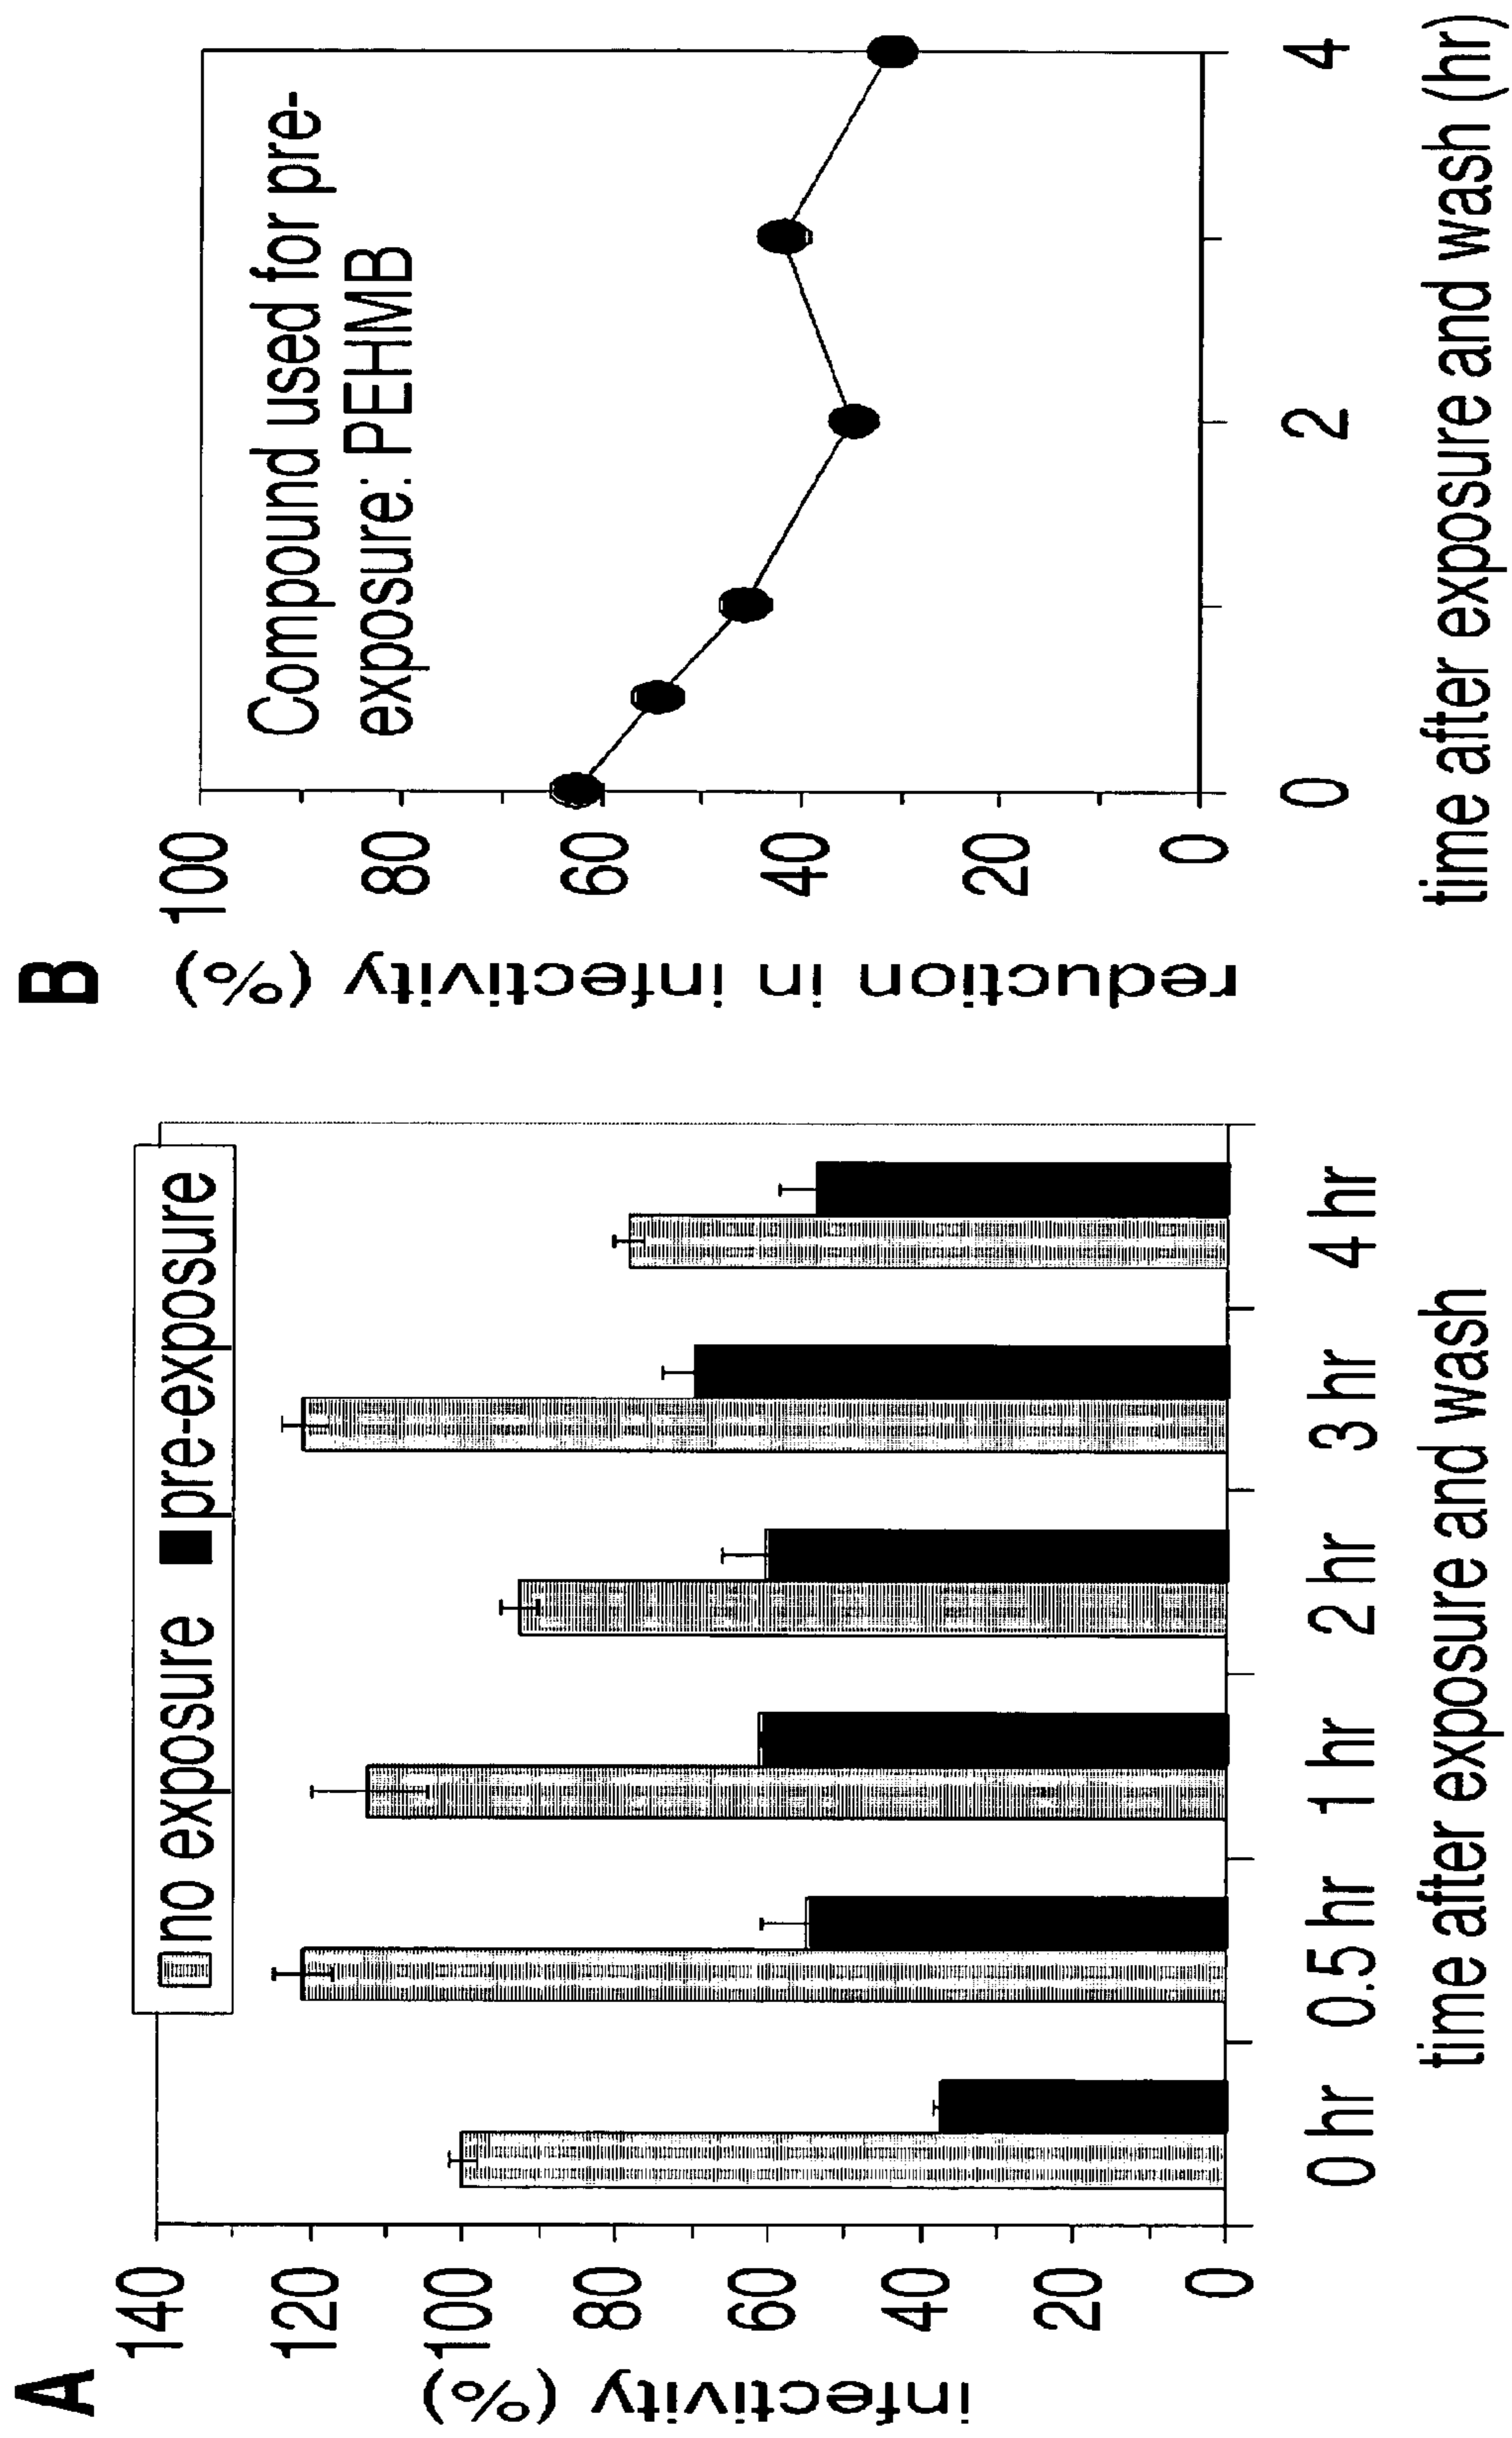 A
infectivity (%)
140
120
100
80
60
40
20
0
no exposure pre-exposure
0 hr 0.5 hr 1 hr 2 hr 3 hr 4 hr
time after exposure and wash
B
reduction in infectivity (%)
100
80
60
40
20
0
Compound used for pre-
exposure: PEHMB
0 2 4
time after exposure and wash (hr)